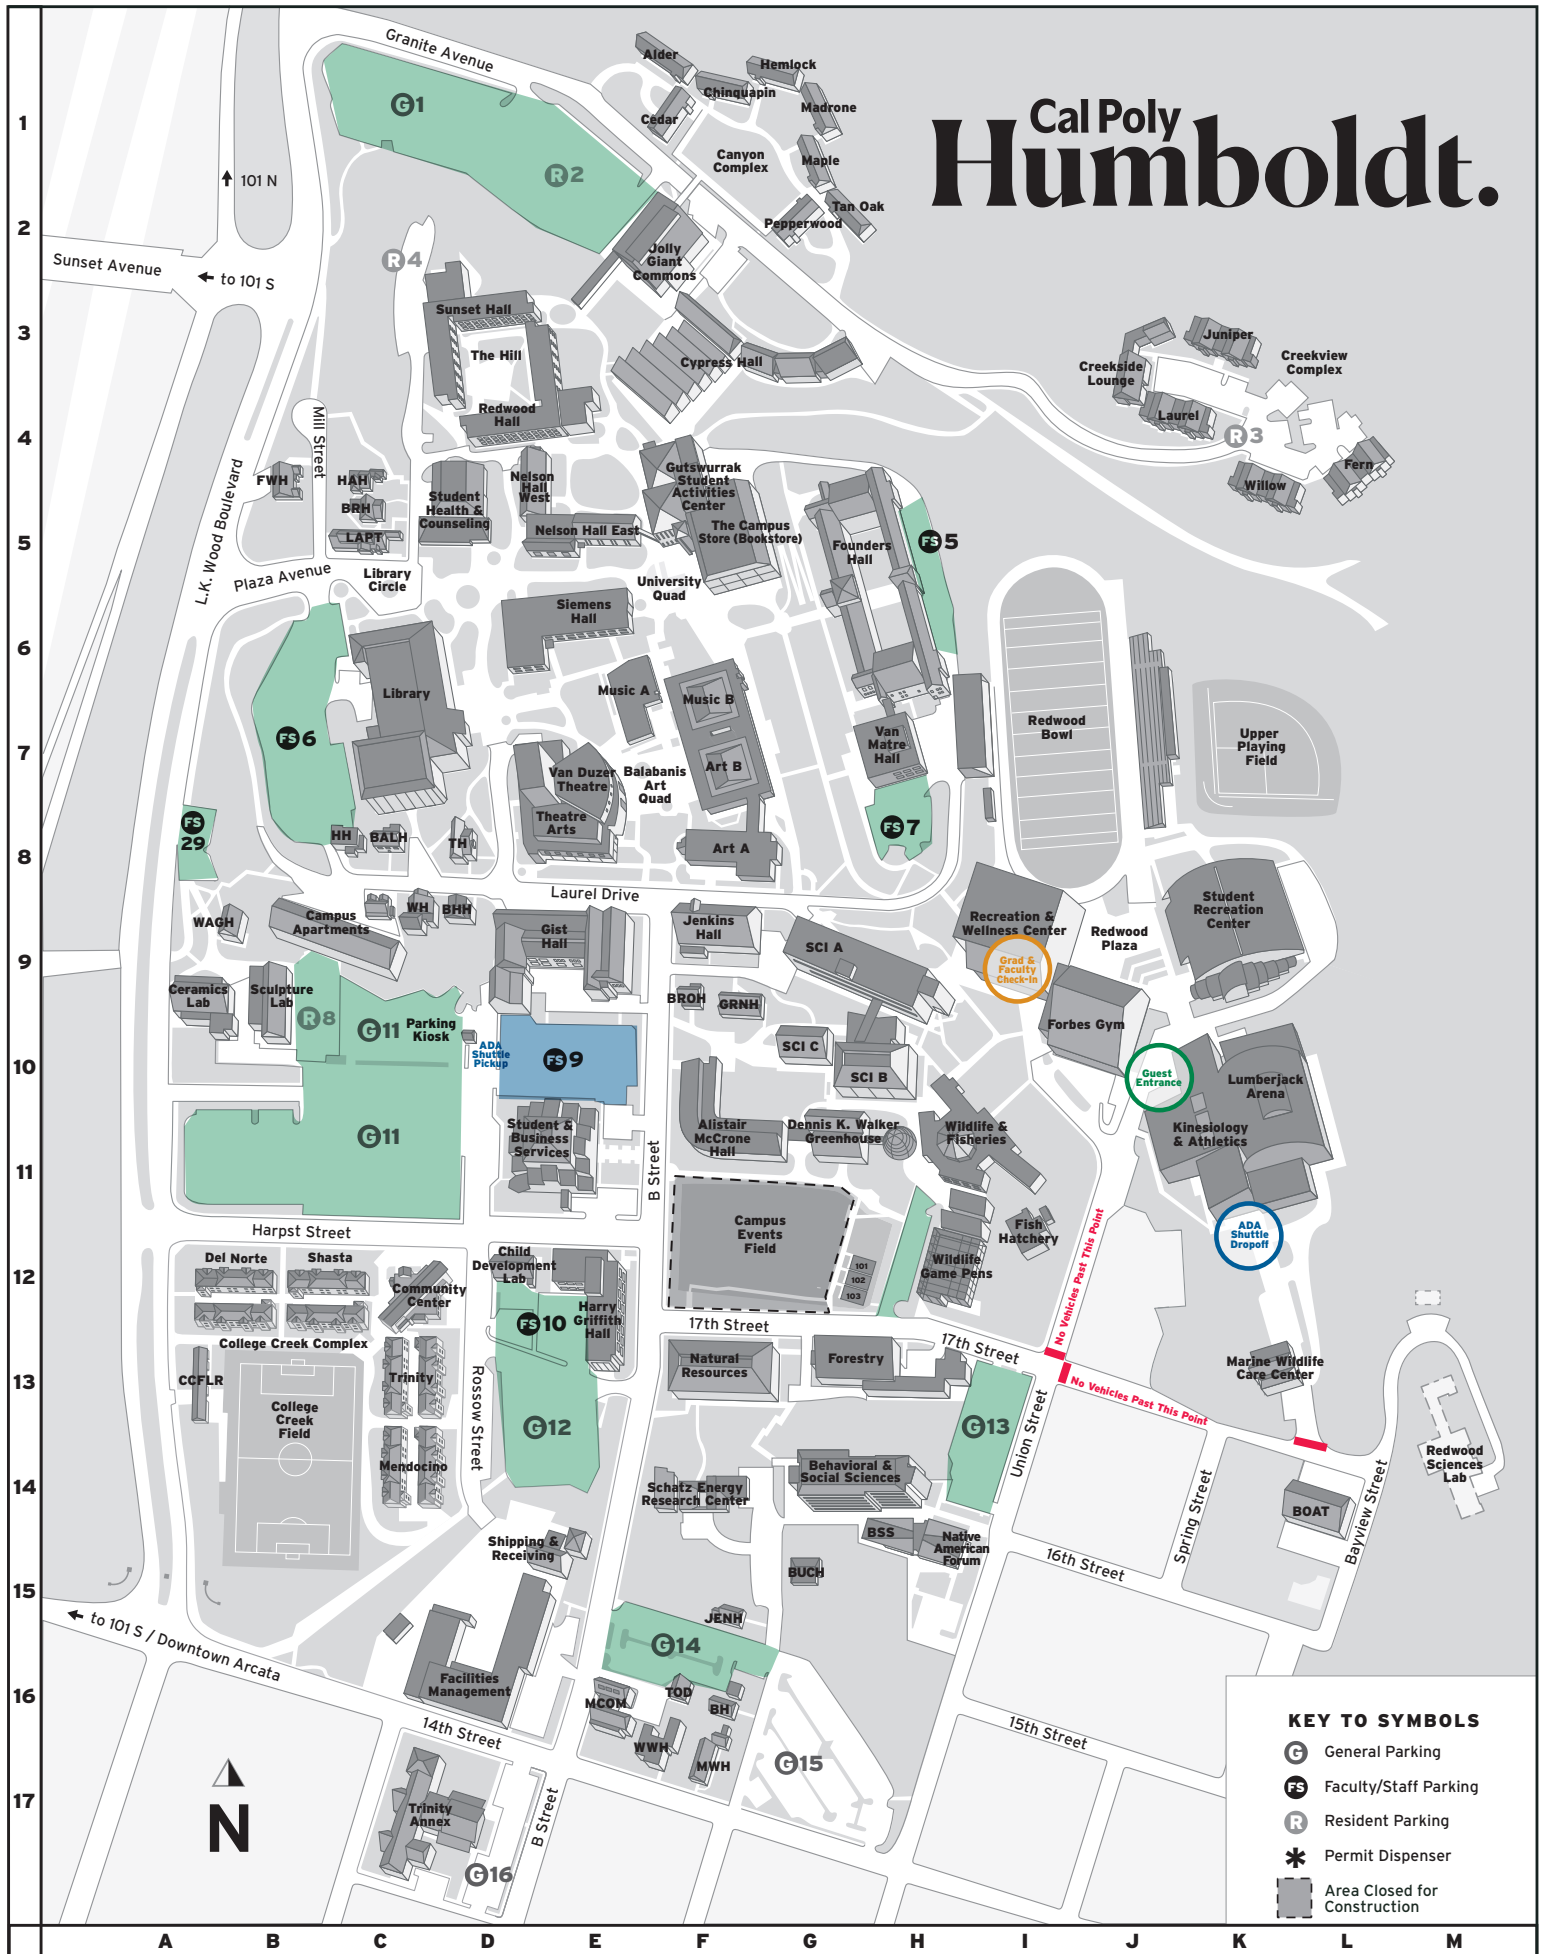 Cal Poly
Humboldt.
Granite Avenue
Alder
Hemlock
Chinquapin
Madrone
Cedar
G1
Canyon
Complex
Maple
R2
Tan Oak
Pepperwood
101 N
Sunset Avenue
to 101 S
R4
Jolly
Giant
Commons
Sunset Hall
The Hill
Cypress Hall
Redwood
Hall
Juniper
Creekview
Complex
Creekside
Lounge
Laurel
R3
Fern
Willow
Mill Street
L.K. Wood Boulevard
FWH
HAH
BRH
LAPT
Student
Health &
Counseling
Nelson
Hall
West
Nelson Hall East
Gutswurrak
Student
Activities
Center
The Campus
Store (Bookstore)
Founders
Hall
FS5
Plaza Avenue
Library
Circle
University
Quad
Siemens
Hall
Library
Music A
Music B
Redwood
Bowl
Upper
Playing
Field
FS6
Van
Matre
Hall
Art B
Van Duzer
Theatre
Balabanis
Art
Quad
Theatre
Arts
FS
29
HH
BALH
TH
Art A
FS7
Laurel Drive
WAGH
Campus
Apartments
WH
BHH
Gist
Hall
Jenkins
Hall
SCI A
Recreation &
Wellness Center
Redwood
Plaza
Student
Recreation
Center
Grad &
Faculty
Check-In
Ceramics
Lab
Sculpture
Lab
R8
G11
Parking
Kiosk
ADA
Shuttle
Pickup
FS9
BROH
GRNH
SCI C
SCI B
Forbes Gym
Guest
Entrance
Lumberjack
Arena
Kinesiology
& Athletics
G11
Student &
Business
Services
Alistair
McCrone
Hall
Dennis K. Walker
Greenhouse
Wildlife &
Fisheries
B Street
Harpst Street
Campus
Events
Field
101
102
103
Fish
Hatchery
Wildlife
Game Pens
No Vehicles Past This Point
ADA
Shuttle
Dropoff
Del Norte
Shasta
Community
Center
College Creek Complex
Child
Development
Lab
FS10
Harry
Griffith
Hall
17th Street
17th Street
CCFLR
College
Creek
Field
Trinity
Mendocino
Rossow Street
G12
Natural
Resources
Forestry
G13
Union Street
No Vehicles Past This Point
Marine Wildlife
Care Center
Redwood
Sciences
Lab
Schatz Energy
Research Center
Behavioral &
Social Sciences
BSS
Native
American
Forum
BOAT
Spring Street
Bayview Street
Shipping &
Receiving
BUCH
16th Street
to 101 S / Downtown Arcata
JENH
G14
Facilities
Management
MCOM
TOD
BH
WWH
MWH
G15
15th Street
14th Street
Trinity
Annex
B Street
G16
N
KEY TO SYMBOLS
G General Parking
FS Faculty/Staff Parking
R Resident Parking
* Permit Dispenser
Area Closed for
Construction
1
2
3
4
5
6
7
8
9
10
11
12
13
14
15
16
17
A B C D E F G H I J K L M